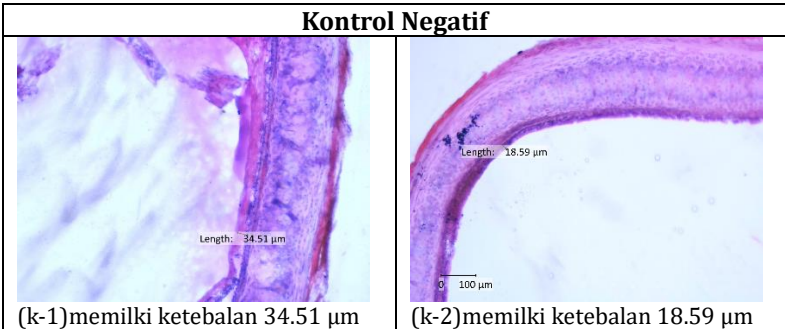 Kontrol Negatif
Length: 34.51 µm
Length: 18.59 µm
0 100 µm
(k-1)memilki ketebalan 34.51 µm
(k-2)memilki ketebalan 18.59 µm